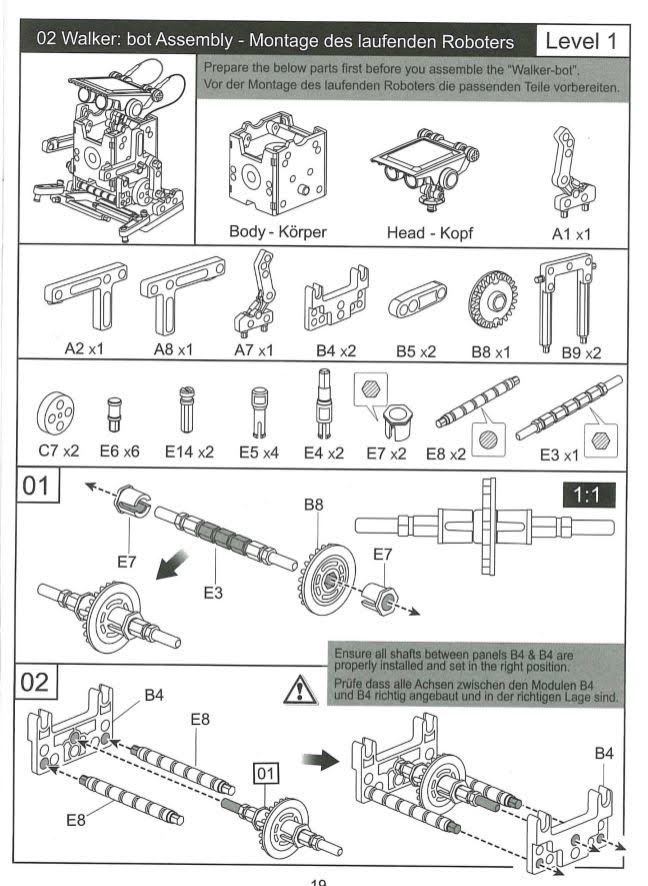 02 Walker: bot Assembly - Montage des laufenden Roboters
Level 1
Prepare the below parts first before you assemble the "Walker-bot".
Vor der Montage des laufenden Roboters die passenden Teile vorbereiten.
Body - Körper
Head - Kopf
A1 x1
A2 x1
A8 x1
A7 x1
B4 x2
B5 x2
B8 x1
B9 x2
C7 x2
E6 x6
E14 x2
E5 x4
E4 x2
E7 x2
E8 x2
E3 x1
01
1:1
E7
E3
B8
E7
Ensure all shafts between panels B4 & B4 are
properly installed and set in the right position.
Prüfe dass alle Achsen zwischen den Modulen B4
und B4 richtig angebaut und in der richtigen Lage sind.
02
B4
E8
01
E8
B4
19